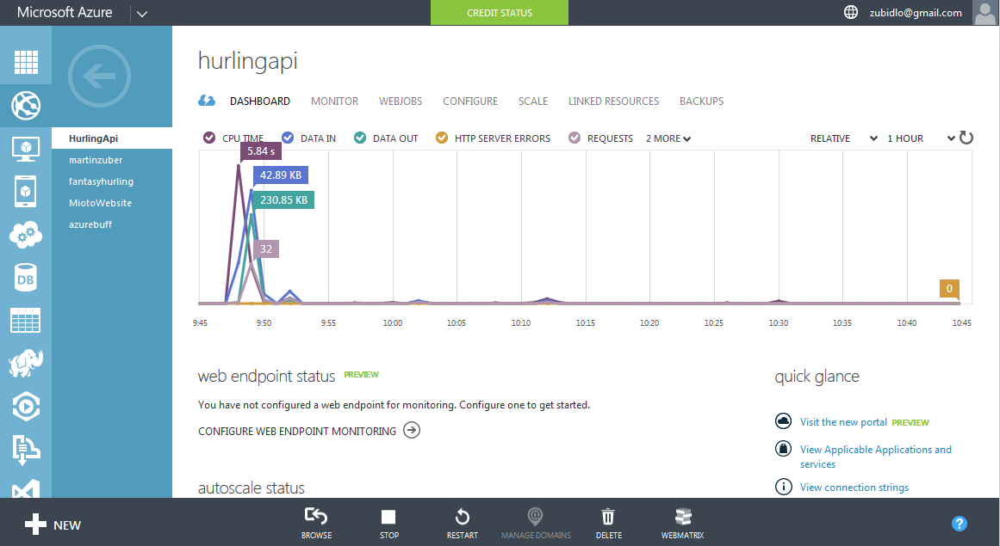 Microsoft Azure
CREDIT STATUS
zubidlo@gmail.com
HurlingApi
martinzuber
fantasyhurling
MiotoWebsite
azurebuff
DB
hurlingapi
DASHBOARD MONITOR WEBJOBS CONFIGURE SCALE LINKED RESOURCES BACKUPS
CPU TIME DATA IN DATA OUT HTTP SERVER ERRORS REQUESTS 2 MORE RELATIVE 1 HOUR
5.84 s
42.89 KB
230.85 KB
32
0
9:45 9:50 9:55 10:00 10:05 10:10 10:15 10:20 10:25 10:30 10:35 10:40 10:45
web endpoint status PREVIEW
You have not configured a web endpoint for monitoring. Configure one to get started.
CONFIGURE WEB ENDPOINT MONITORING
autoscale status
quick glance
Visit the new portal PREVIEW
View Applicable Applications and
services
View connection strings
NEW
BROWSE STOP RESTART MANAGE DOMAINS DELETE WEBMATRIX
?